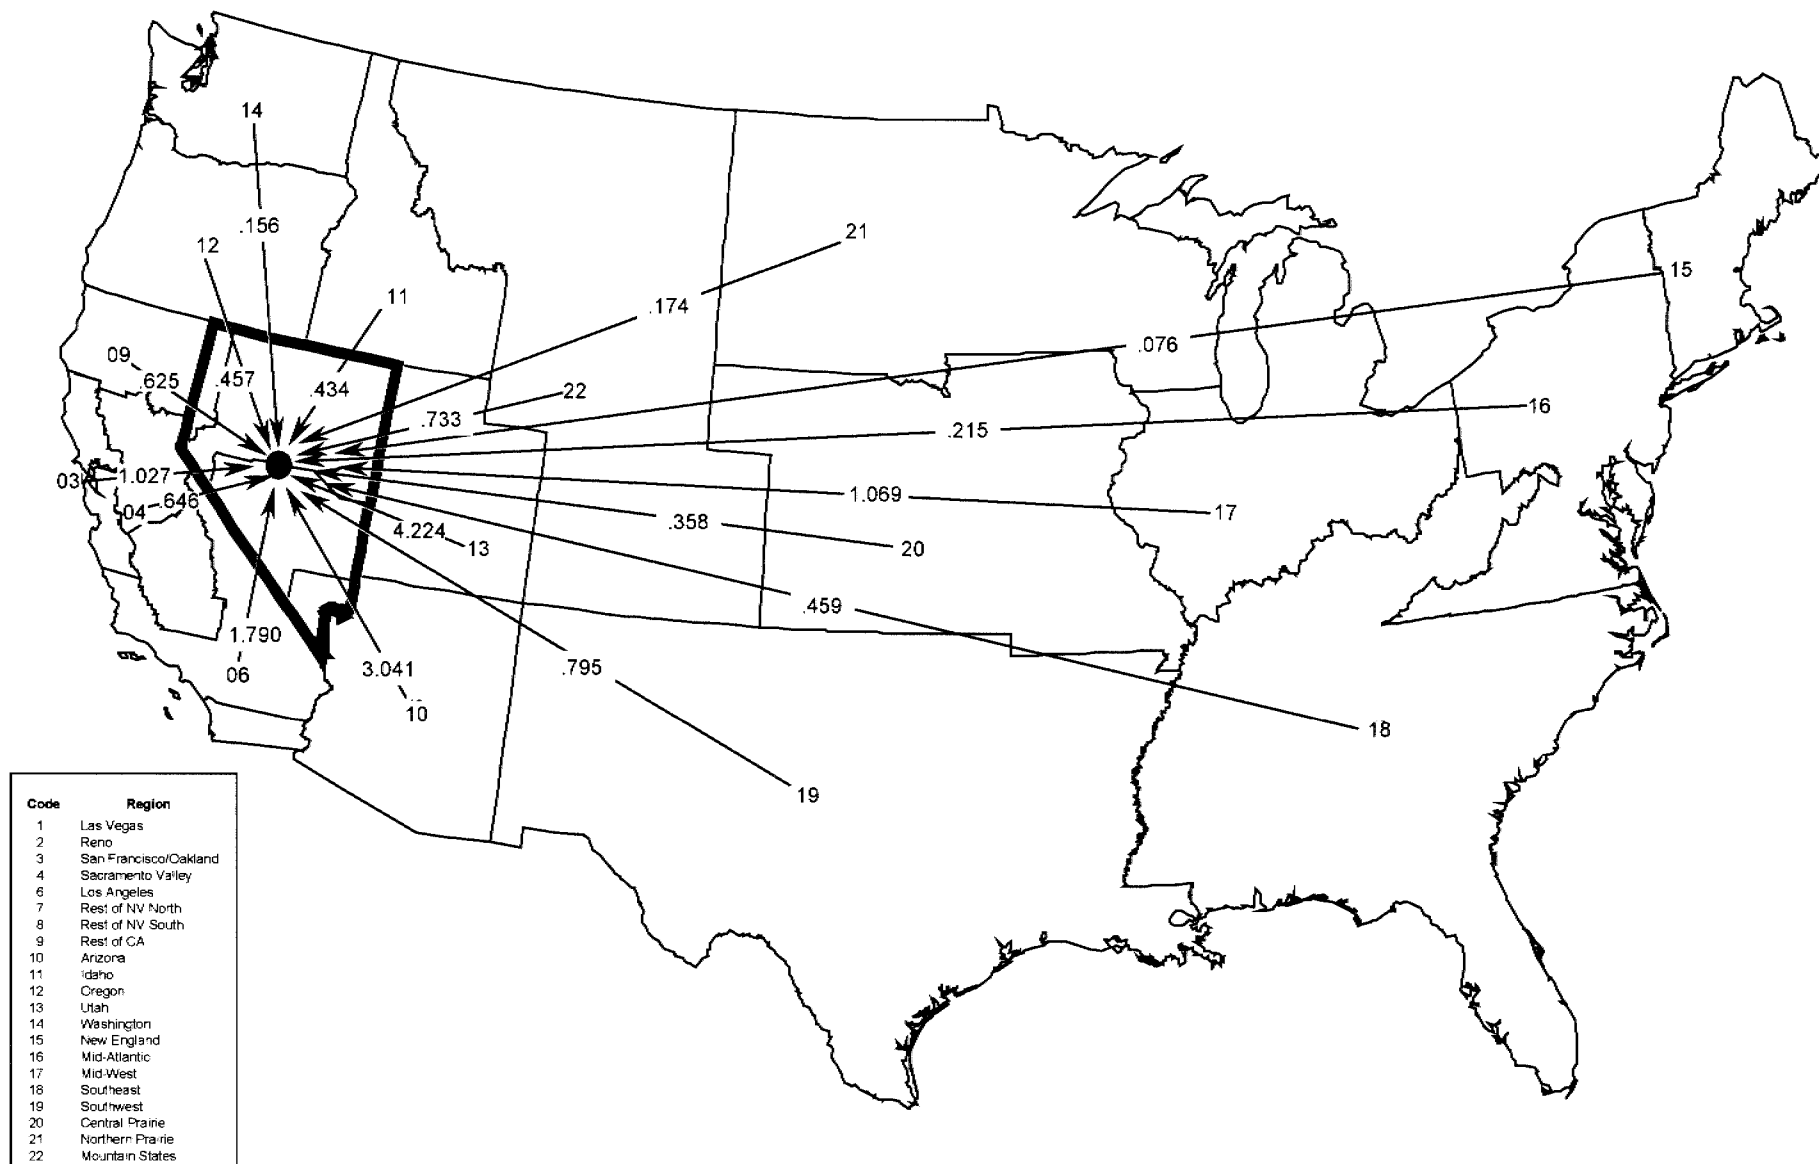 14
.156
12
21
15
11
.174
09
.076
.625
.457
.434
22
.733
16
.215
03
1.027
04
.646
1.069
17
.358
4.224
13
20
.459
1.790
.795
3.041
06
10
18
19
Code Region
1 Las Vegas
2 Reno
3 San Francisco/Oakland
4 Sacramento Valley
6 Los Angeles
7 Rest of NV North
8 Rest of NV South
9 Rest of CA
10 Arizona
11 Idaho
12 Oregon
13 Utah
14 Washington
15 New England
16 Mid-Atlantic
17 Mid-West
18 Southeast
19 Southwest
20 Central Prairie
21 Northern Prairie
22 Mountain States